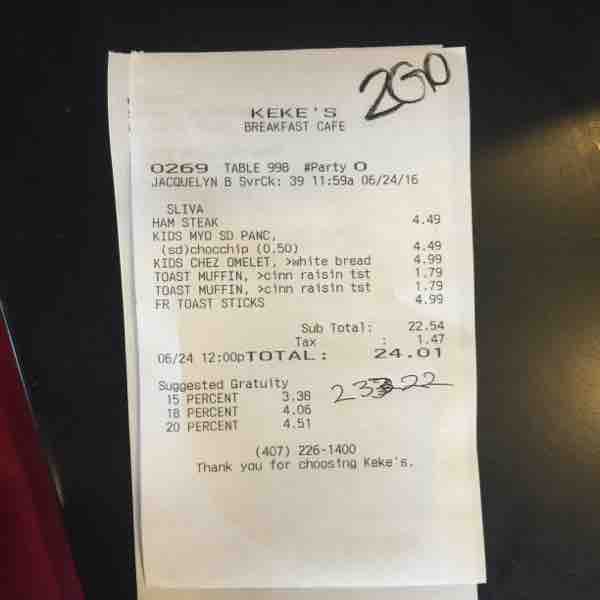 2GO
KEKE'S
BREAKFAST CAFE
0269 TABLE 998 #Party 0
JACQUELYN B SvrCk: 39 11:59a 06/24/16
SLIVA
HAM STEAK 4.49
KIDS MYO SD PANC,
(sd)chocchip (0.50) 4.49
KIDS CHEZ OMELET, >white bread 4.99
TOAST MUFFIN, >cinn raisin tst 1.79
TOAST MUFFIN, >cinn raisin tst 1.79
FR TOAST STICKS 4.99
Sub Total: 22.54
Tax : 1.47
06/24 12:00pTOTAL: 24.01
Suggested Gratuity
15 PERCENT 3.38
18 PERCENT 4.06
20 PERCENT 4.51
(407) 226-1400
Thank you for choosing Keke's.